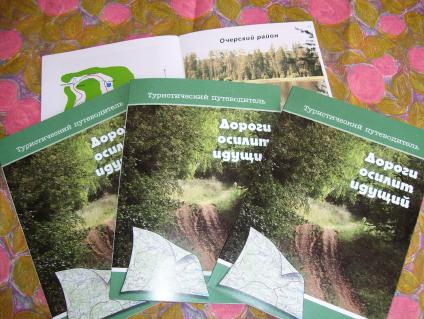 Очерский район
Туристический путеводитель
Дороги
осилит
идущий
Туристический путеводитель
Дороги
осилит
идущий
Туристический путеводитель
Дороги
осилит
идущий